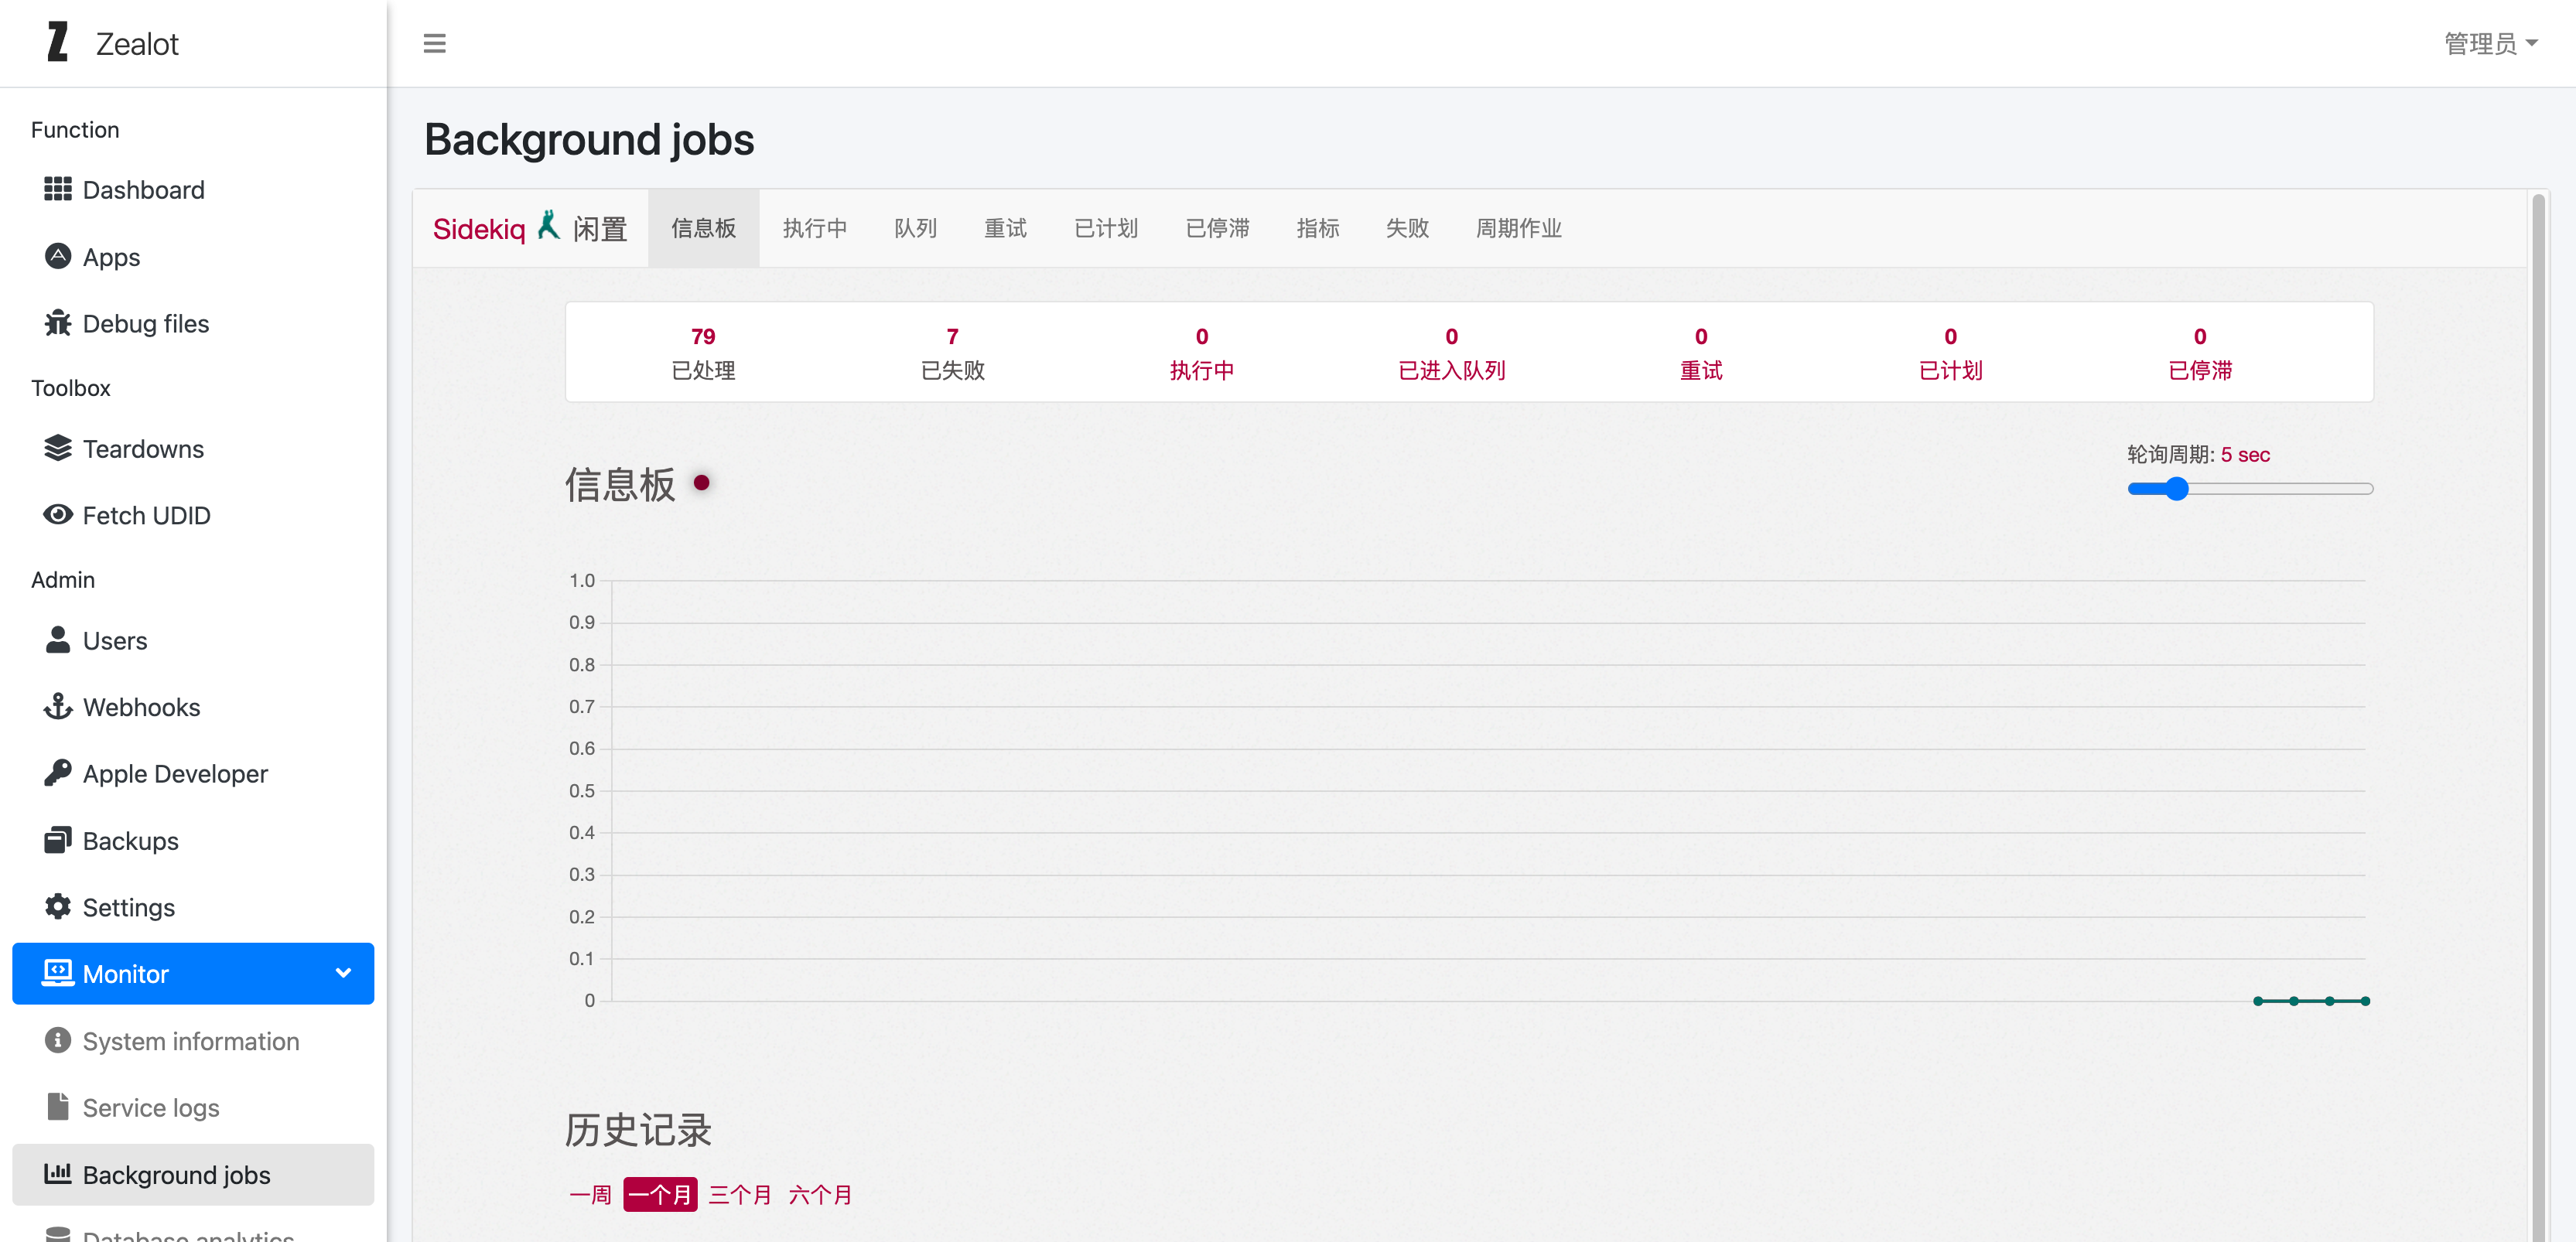 Zealot
管理员
Function
Dashboard
Apps
Debug files
Toolbox
Teardowns
Fetch UDID
Admin
Users
Webhooks
Apple Developer
Backups
Settings
Monitor
System information
Service logs
Background jobs
Database analytics
Background jobs
Sidekiq 闲置 信息板 执行中 队列 重试 已计划 已停滞 指标 失败 周期作业
79 7 0 0 0 0 0
已处理 已失败 执行中 已进入队列 重试 已计划 已停滞
信息板
轮询周期: 5 sec
1.0
0.9
0.8
0.7
0.6
0.5
0.4
0.3
0.2
0.1
0
历史记录
一周 一个月 三个月 六个月